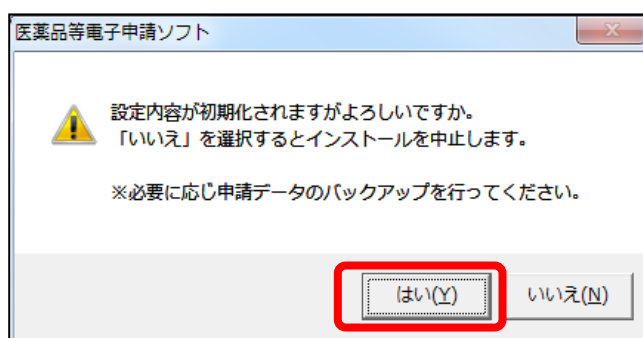 医薬品等電子申請ソフト
設定内容が初期化されますがよろしいですか。
「いいえ」を選択するとインストールを中止します。
※必要に応じ申請データのバックアップを行ってください。
はい(Y) いいえ(N)